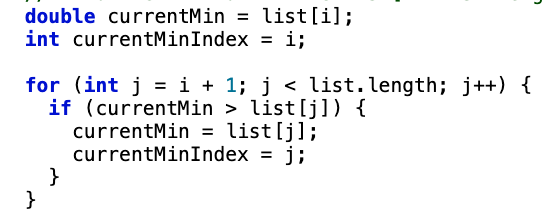 double currentMin = list[i];
int currentMinIndex = i;
for (int j = i + 1; j < list.length; j++) {
if (currentMin > list[j]) {
currentMin = list[j];
currentMinIndex = j;
}
}